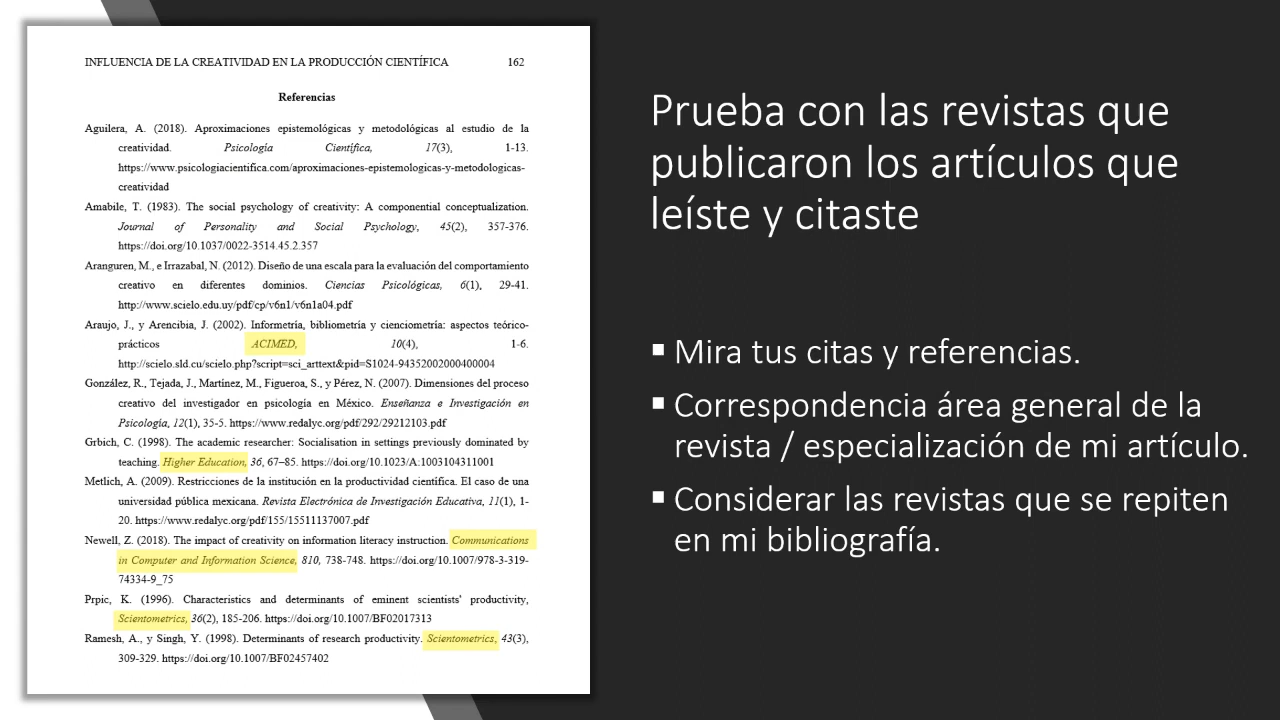 INFLUENCIA DE LA CREATIVIDAD EN LA PRODUCCIÓN CIENTÍFICA 162
Referencias
Aguilera, A. (2018). Aproximaciones epistemológicas y metodológicas al estudio de la
creatividad. Psicología Científica, 17(3), 1-13.
https://www.psicologiacientifica.com/aproximaciones-epistemologicas-y-metodologicas-
creatividad
Amabile, T. (1983). The social psychology of creativity: A componential conceptualization.
Journal of Personality and Social Psychology, 45(2), 357-376.
https://doi.org/10.1037/0022-3514.45.2.357
Aranguren, M., e Irrazabal, N. (2012). Diseño de una escala para la evaluación del comportamiento
creativo en diferentes dominios. Ciencias Psicológicas, 6(1), 29-41.
http://www.scielo.edu.uy/pdf/cp/v6n1/v6n1a04.pdf
Araujo, J., y Arencibia, J. (2002). Informetría, bibliometría y cienciometría: aspectos teórico-
prácticos ACIMED, 10(4), 1-6.
http://scielo.sld.cu/scielo.php?script=sci_arttext&pid=S1024-94352002000400004
González, R., Tejada, J., Martínez, M., Figueroa, S., y Pérez, N. (2007). Dimensiones del proceso
creativo del investigador en psicología en México. Enseñanza e Investigación en
Psicología, 12(1), 35-5. https://www.redalyc.org/pdf/292/29212103.pdf
Grbich, C. (1998). The academic researcher: Socialisation in settings previously dominated by
teaching. Higher Education, 36, 67–85. https://doi.org/10.1023/A:1003104311001
Metlich, A. (2009). Restricciones de la institución en la productividad científica. El caso de una
universidad pública mexicana. Revista Electrónica de Investigación Educativa, 11(1), 1-
20. https://www.redalyc.org/pdf/155/15511137007.pdf
Newell, Z. (2018). The impact of creativity on information literacy instruction. Communications
in Computer and Information Science, 810, 738-748. https://doi.org/10.1007/978-3-319-
74334-9_75
Prpic, K. (1996). Characteristics and determinants of eminent scientists' productivity,
Scientometrics, 36(2), 185-206. https://doi.org/10.1007/BF02017313
Ramesh, A., y Singh, Y. (1998). Determinants of research productivity. Scientometrics, 43(3),
309-329. https://doi.org/10.1007/BF02457402
Prueba con las revistas que
publicaron los artículos que
leíste y citaste
▪ Mira tus citas y referencias.
▪ Correspondencia área general de la
revista / especialización de mi artículo.
▪ Considerar las revistas que se repiten
en mi bibliografía.